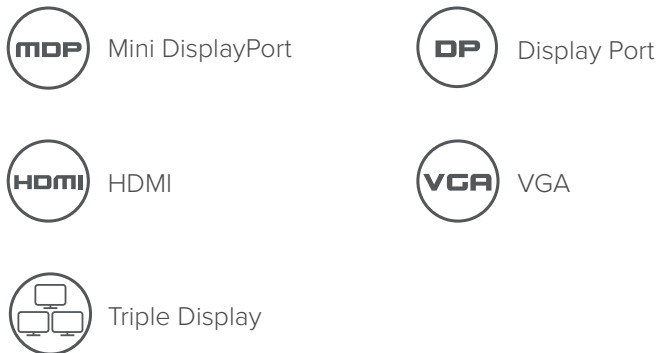 MDP Mini DisplayPort
DP Display Port
HDMI HDMI
VGA VGA
Triple Display